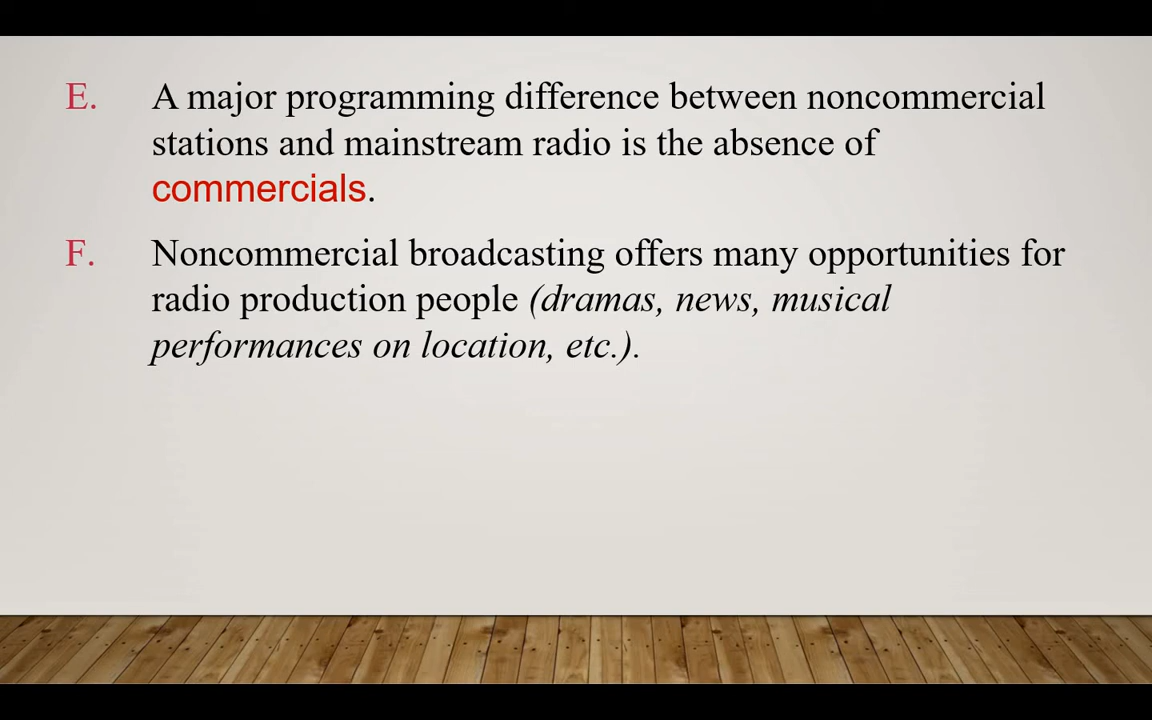 E. A major programming difference between noncommercial
stations and mainstream radio is the absence of
commercials.
F. Noncommercial broadcasting offers many opportunities for
radio production people (dramas, news, musical
performances on location, etc.).